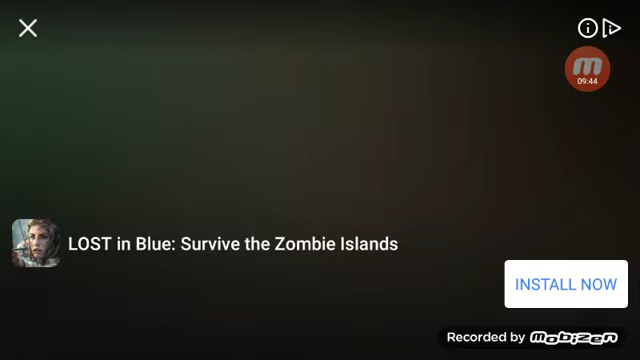 m
09:44
LOST in Blue: Survive the Zombie Islands
INSTALL NOW
Recorded by mobizen